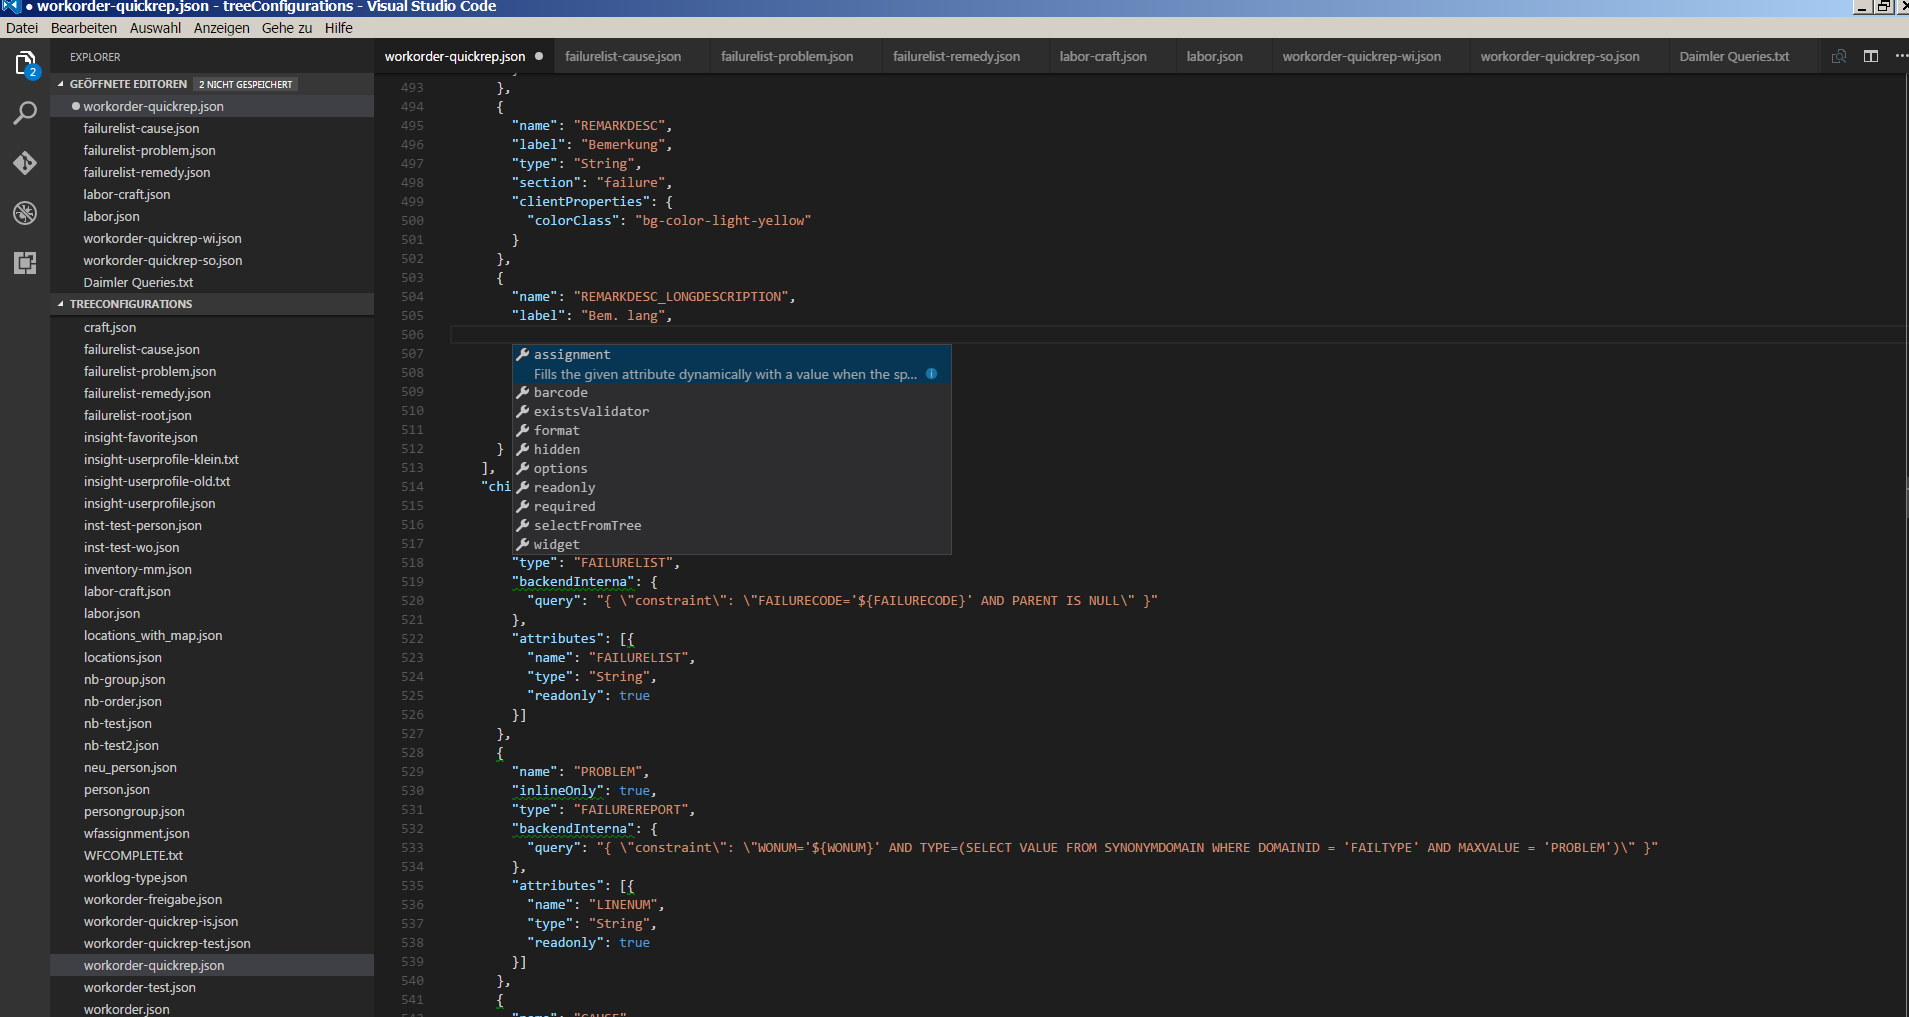 workorder-quickrep.json - treeConfigurations - Visual Studio Code
Datei Bearbeiten Auswahl Anzeigen Gehe zu Hilfe
2
EXPLORER
GEÖFFNETE EDITOREN 2 NICHT GESPEICHERT
workorder-quickrep.json
failurelist-cause.json
failurelist-problem.json
failurelist-remedy.json
labor-craft.json
labor.json
workorder-quickrep-wi.json
workorder-quickrep-so.json
Daimler Queries.txt
TREECONFIGURATIONS
craft.json
failurelist-cause.json
failurelist-problem.json
failurelist-remedy.json
failurelist-root.json
insight-favorite.json
insight-userprofile-klein.txt
insight-userprofile-old.txt
insight-userprofile.json
inst-test-person.json
inst-test-wo.json
inventory-mm.json
labor-craft.json
labor.json
locations_with_map.json
locations.json
nb-group.json
nb-order.json
nb-test.json
nb-test2.json
neu_person.json
person.json
persongroup.json
wfassignment.json
WFCOMPLETE.txt
worklog-type.json
workorder-freigabe.json
workorder-quickrep-is.json
workorder-quickrep-test.json
workorder-quickrep.json
workorder-test.json
workorder.json
workorder-quickrep.json failurelist-cause.json failurelist-problem.json failurelist-remedy.json labor-craft.json labor.json workorder-quickrep-wi.json workorder-quickrep-so.json Daimler Queries.txt
493 },
494 {
495 "name": "REMARKDESC",
496 "label": "Bemerkung",
497 "type": "String",
498 "section": "failure",
499 "clientProperties": {
500 "colorClass": "bg-color-light-yellow"
501 }
502 },
503 {
504 "name": "REMARKDESC_LONGDESCRIPTION",
505 "label": "Bem. lang",
506
507 assignment
508 Fills the given attribute dynamically with a value when the sp...
509 barcode
510 existsValidator
511 format
512 } hidden
513 ], options
514 "chi readonly
515 required
516 selectFromTree
517 widget
518 "type": "FAILURELIST",
519 "backendInterna": {
520 "query": "{ \"constraint\": \"FAILURECODE='${FAILURECODE}' AND PARENT IS NULL\" }"
521 },
522 "attributes": [{
523 "name": "FAILURELIST",
524 "type": "String",
525 "readonly": true
526 }]
527 },
528 {
529 "name": "PROBLEM",
530 "inlineOnly": true,
531 "type": "FAILUREREPORT",
532 "backendInterna": {
533 "query": "{ \"constraint\": \"WONUM='${WONUM}' AND TYPE=(SELECT VALUE FROM SYNONYMDOMAIN WHERE DOMAINID = 'FAILTYPE' AND MAXVALUE = 'PROBLEM')\" }"
534 },
535 "attributes": [{
536 "name": "LINENUM",
537 "type": "String",
538 "readonly": true
539 }]
540 },
541 {